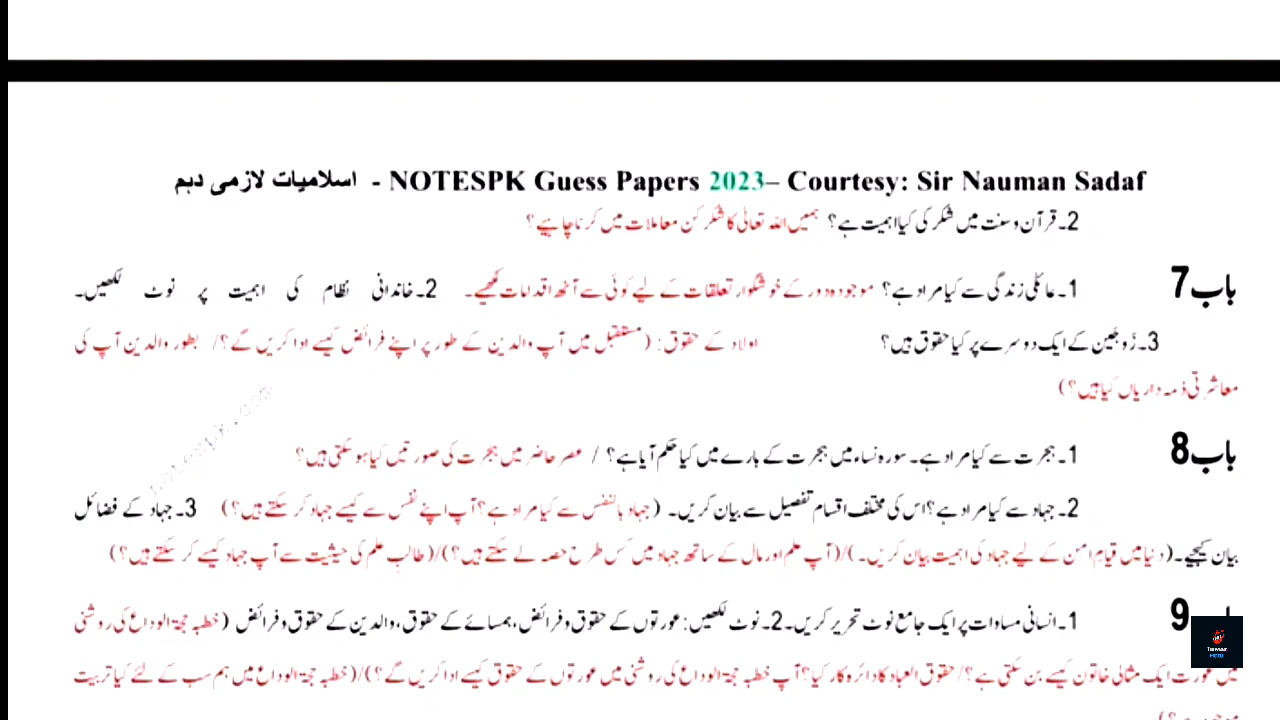 اسلامیات لازمی دہم - NOTESPK Guess Papers 2023– Courtesy: Sir Nauman Sadaf
2۔ قرآن و سنت میں شکر کی کیا اہمیت ہے؟ ہمیں اللہ تعالٰی کا شکر کن معاملات میں کرنا چاہیے؟
باب 7 1۔ عائلی زندگی سے کیا مراد ہے؟ موجودہ دور کے خوشگوار تعلقات کے لیے کوئی سے آٹھ اقدامات لکھیے۔ 2۔ خاندانی نظام کی اہمیت پر نوٹ لکھیں۔
3۔ زَوجَین کے ایک دوسرے پر کیا حقوق ہیں؟ اولاد کے حقوق: (مستقبل میں آپ والدین کے طور پر اپنے فرائض کیسے ادا کریں گے؟/ بطور والدین آپ کی
معاشرتی ذمہ داریاں کیا ہیں؟)
باب 8 1۔ ہجرت سے کیا مراد ہے۔ سورہ نساء میں ہجرت کے بارے میں کیا حکم آیا ہے؟ / عصر حاضر میں ہجرت کی صورتیں کیا ہو سکتی ہیں؟
2۔ جہاد سے کیا مراد ہے؟ اس کی مختلف اقسام تفصیل سے بیان کریں۔ (جہاد بالنفس سے کیا مراد ہے؟ آپ اپنے نفس سے کیسے جہاد کر سکتے ہیں؟) 3۔ جہاد کے فضائل
بیان کیجیے۔ (دنیا میں قیام امن کے لیے جہاد کی اہمیت بیان کریں۔)/(آپ علم اور مال کے ساتھ جہاد میں کس طرح حصہ لے سکتے ہیں؟)/(طالب علم کی حیثیت سے آپ جہاد کیسے کر سکتے ہیں؟)
9 1۔ انسانی مساوات پر ایک جامع نوٹ تحریر کریں۔ 2۔ نوٹ لکھیں: عورتوں کے حقوق و فرائض، ہمسائے کے حقوق، والدین کے حقوق و فرائض (خطبہ حجۃ الوداع کی روشنی
میں عورت ایک مثالی خاتون کیسے بن سکتی ہے؟/ حقوق العباد کا دائرہ کار کیا؟ آپ خطبہ حجۃ الوداع کی روشنی میں عورتوں کے حقوق کیسے ادا کریں گے؟)/(خطبہ حجۃ الوداع میں ہم سب کے لئے کیا تربیت